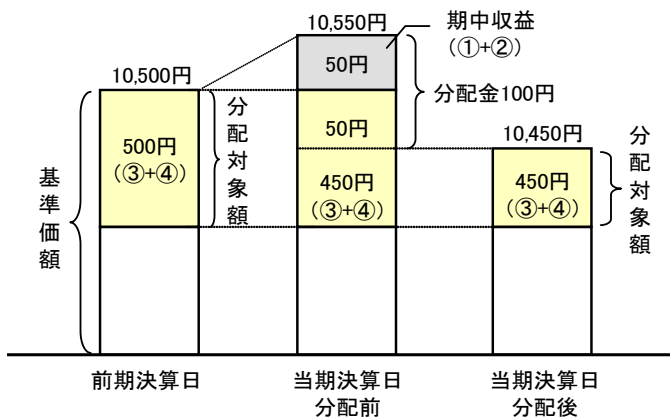 10,550円
期中収益
(①+②)
10,500円
50円
分配金100円
分配対象額
50円
10,450円
500円
(③+④)
450円
(③+④)
450円
(③+④)
分配対象額
基準価額
前期決算日
当期決算日
分配前
当期決算日
分配後